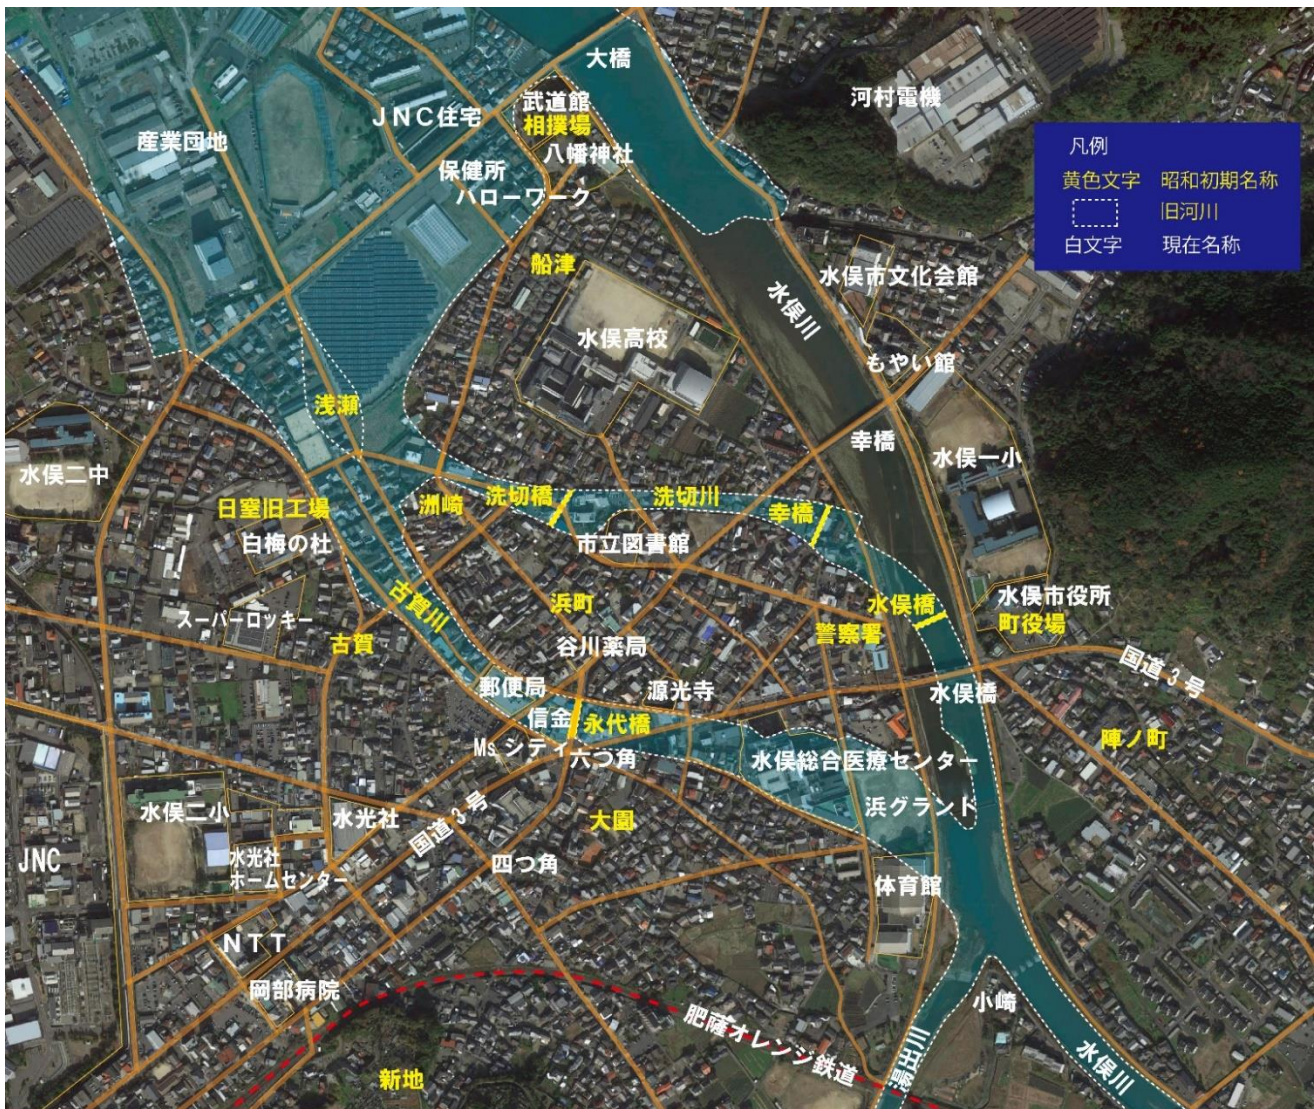 大橋
武道館
相撲場
八幡神社
JNC住宅
産業団地
保健所
ハローワーク
河村電機
凡例
黄色文字 昭和初期名称
旧河川
白文字 現在名称
船津
水俣市文化会館
水俣川
水俣高校
もやい館
浅瀬
幸橋
水俣一小
水俣二中
日窒旧工場
白梅の杜
洲崎
洗切橋
洗切川
幸橋
市立図書館
スーパーロッキー
古賀川
浜町
水俣橋
水俣市役所
町役場
古賀
谷川薬局
警察署
国道3号
郵便局
源光寺
水俣橋
信金
永代橋
陣ノ町
Ms シティ
六つ角
水俣総合医療センター
浜グランド
水俣二小
水光社
国道3号
大園
JNC
水光社
ホームセンター
四つ角
体育館
NTT
岡部病院
小崎
肥薩オレンジ鉄道
湯出川
水俣川
新地